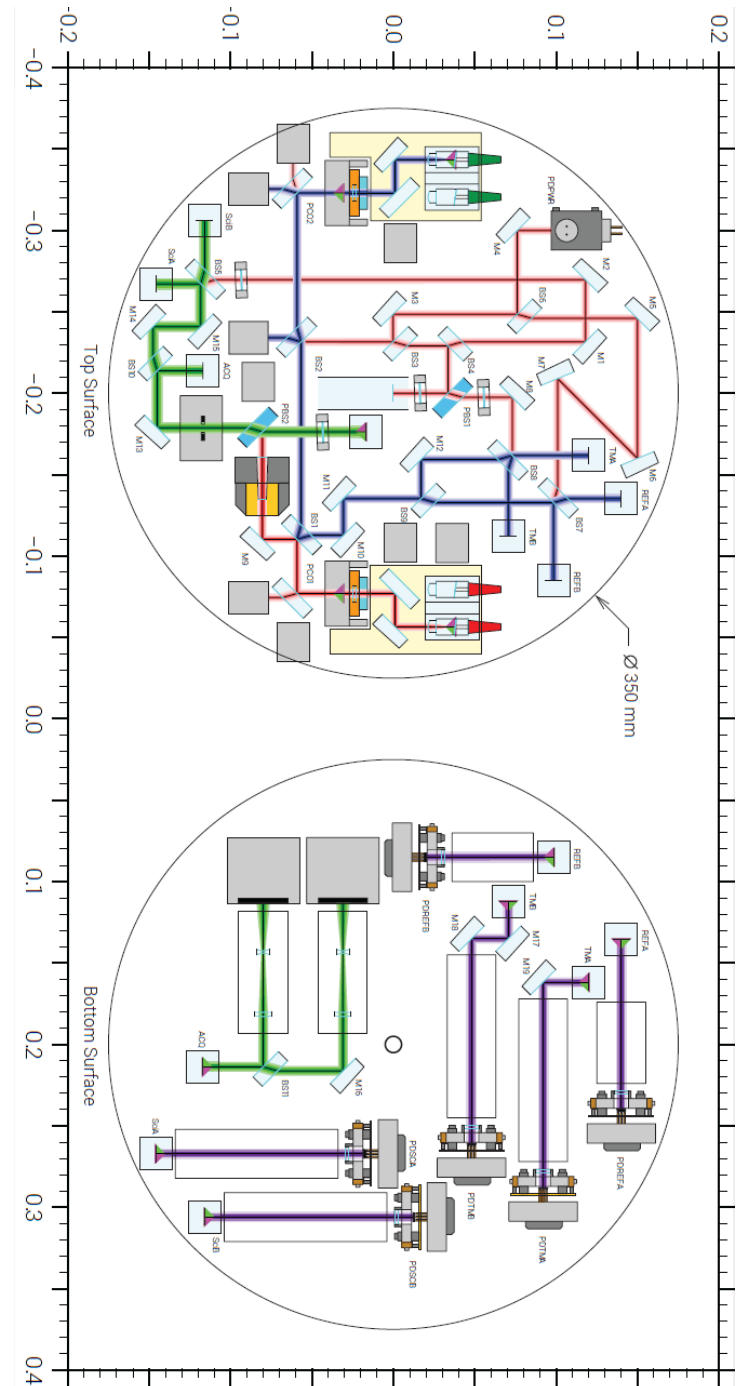 -0.2
-0.1
0.0
0.1
0.2
-0.4
-0.3
-0.2
-0.1
0.0
0.1
0.2
0.3
0.4
Top Surface
PDPWR
M4
M2
M5
PCO2
SciB
SciA
BS5
M3
BS6
M14
M15
BS10
ACQ
BS2
BS3
BS4
M1
M7
M8
M6
M13
PBS2
PBS1
M12
BS8
TMA
M11
BS9
REFA
BS7
BS1
M9
M10
TMB
REFB
PCO1
Ø 350 mm
Bottom Surface
REFB
PDREFB
TMB
M18
M17
REFA
M19
TMA
ACQ
BS11
M16
SciA
PDSCA
PDTMB
PDREFA
SciB
PDSCB
PDTMA